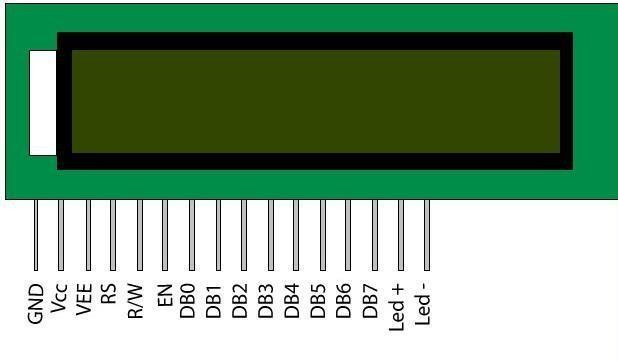 GND
Vcc
VEE
RS
R/W
EN
DB0
DB1
DB2
DB3
DB4
DB5
DB6
DB7
Led +
Led -